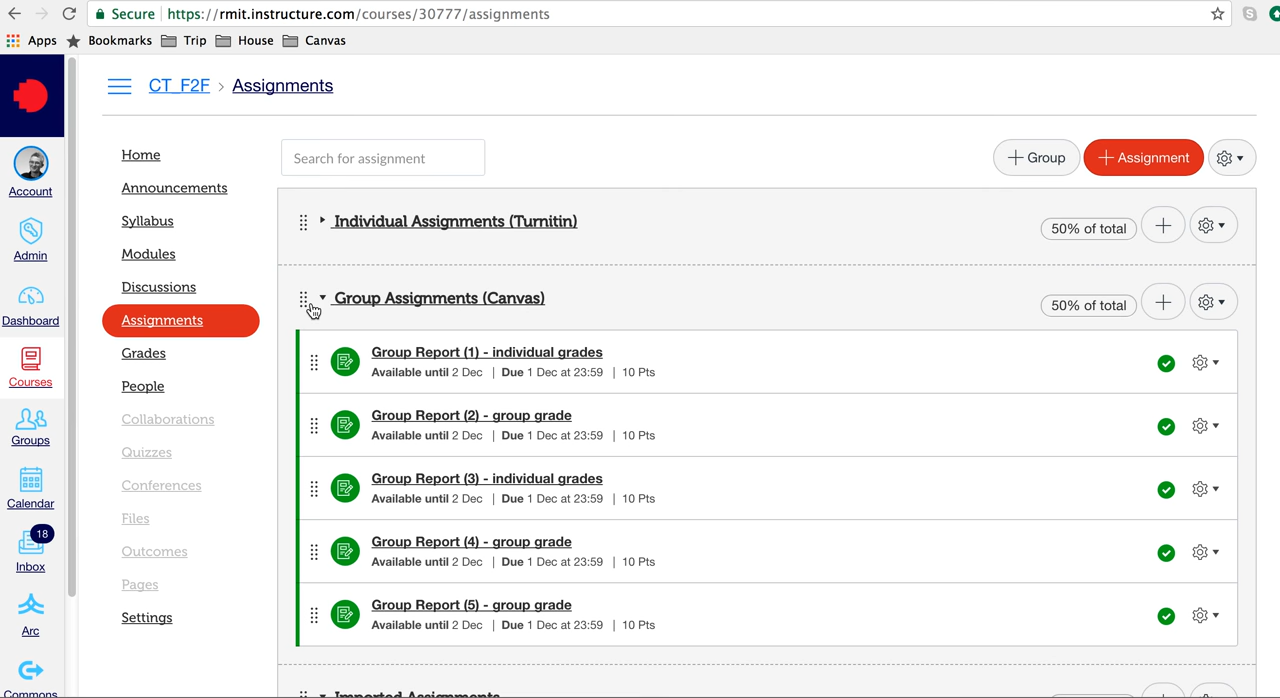 Secure https://rmit.instructure.com/courses/30777/assignments
Apps Bookmarks Trip House Canvas
CT_F2F > Assignments
Account
Admin
Dashboard
Courses
Groups
Calendar
18
Inbox
Arc
Commons
Home
Announcements
Syllabus
Modules
Discussions
Assignments
Grades
People
Collaborations
Quizzes
Conferences
Files
Outcomes
Pages
Settings
Search for assignment
+ Group
+ Assignment
Individual Assignments (Turnitin)
50% of total
Group Assignments (Canvas)
50% of total
Group Report (1) - individual grades
Available until 2 Dec | Due 1 Dec at 23:59 | 10 Pts
Group Report (2) - group grade
Available until 2 Dec | Due 1 Dec at 23:59 | 10 Pts
Group Report (3) - individual grades
Available until 2 Dec | Due 1 Dec at 23:59 | 10 Pts
Group Report (4) - group grade
Available until 2 Dec | Due 1 Dec at 23:59 | 10 Pts
Group Report (5) - group grade
Available until 2 Dec | Due 1 Dec at 23:59 | 10 Pts
Imported Assignments